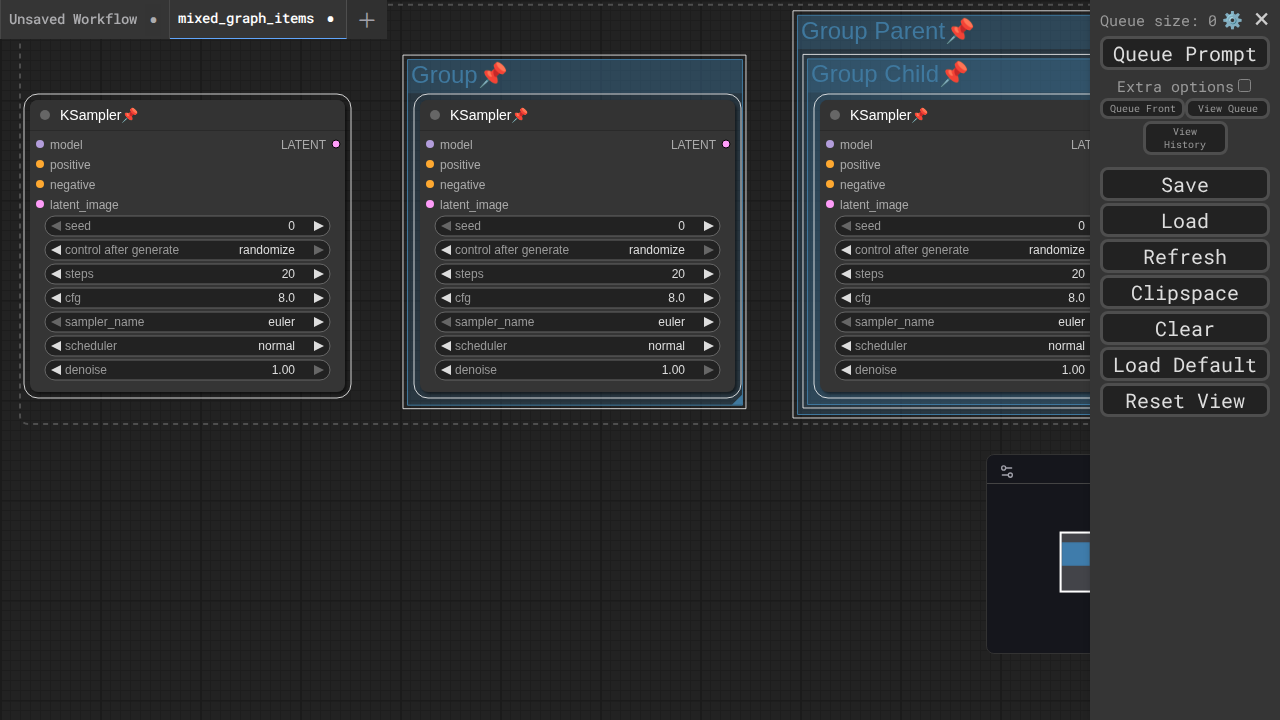 Unsaved Workflow
mixed_graph_items
Queue size: 0
Queue Prompt
Extra options
Queue Front
View Queue
View
History
Save
Load
Refresh
Clipspace
Clear
Load Default
Reset View
KSampler
model
LATENT
positive
negative
latent_image
seed 0
control after generate randomize
steps 20
cfg 8.0
sampler_name euler
scheduler normal
denoise 1.00
Group
KSampler
model
LATENT
positive
negative
latent_image
seed 0
control after generate randomize
steps 20
cfg 8.0
sampler_name euler
scheduler normal
denoise 1.00
Group Parent
Group Child
KSampler
model
LAT
positive
negative
latent_image
seed 0
control after generate randomize
steps 20
cfg 8.0
sampler_name euler
scheduler normal
denoise 1.00